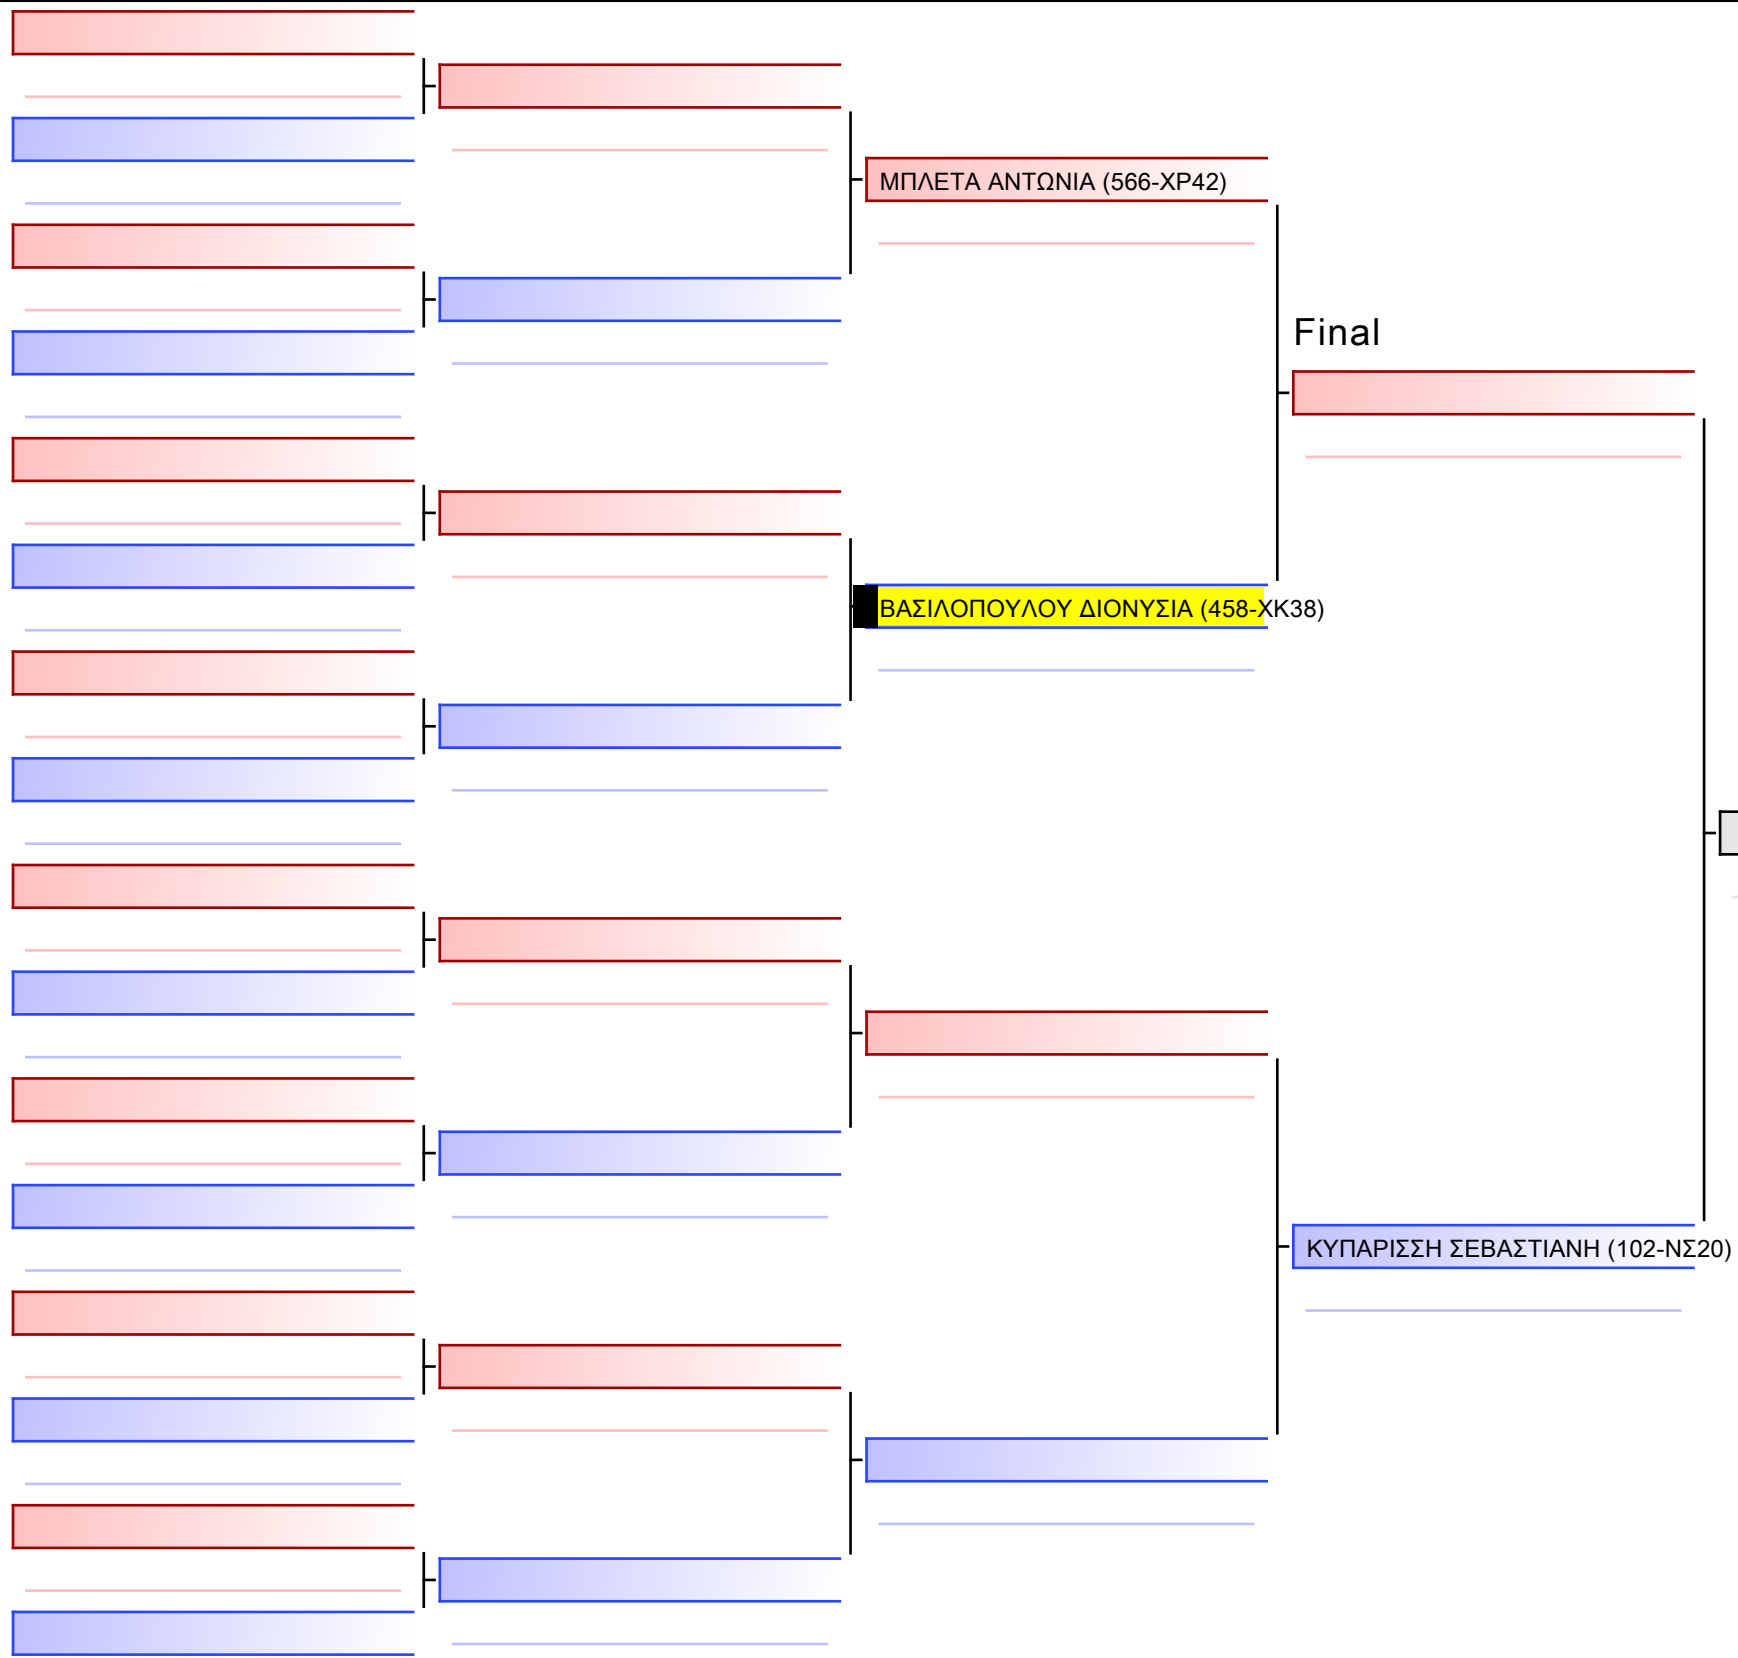 ΜΠΛΕΤΑ ΑΝΤΩΝΙΑ (566-ΧΡ42)
Final
ΒΑΣΙΛΟΠΟΥΛΟΥ ΔΙΟΝΥΣΙΑ (458-ΧΚ38)
ΚΥΠΑΡΙΣΣΗ ΣΕΒΑΣΤΙΑΝΗ (102-ΝΣ20)